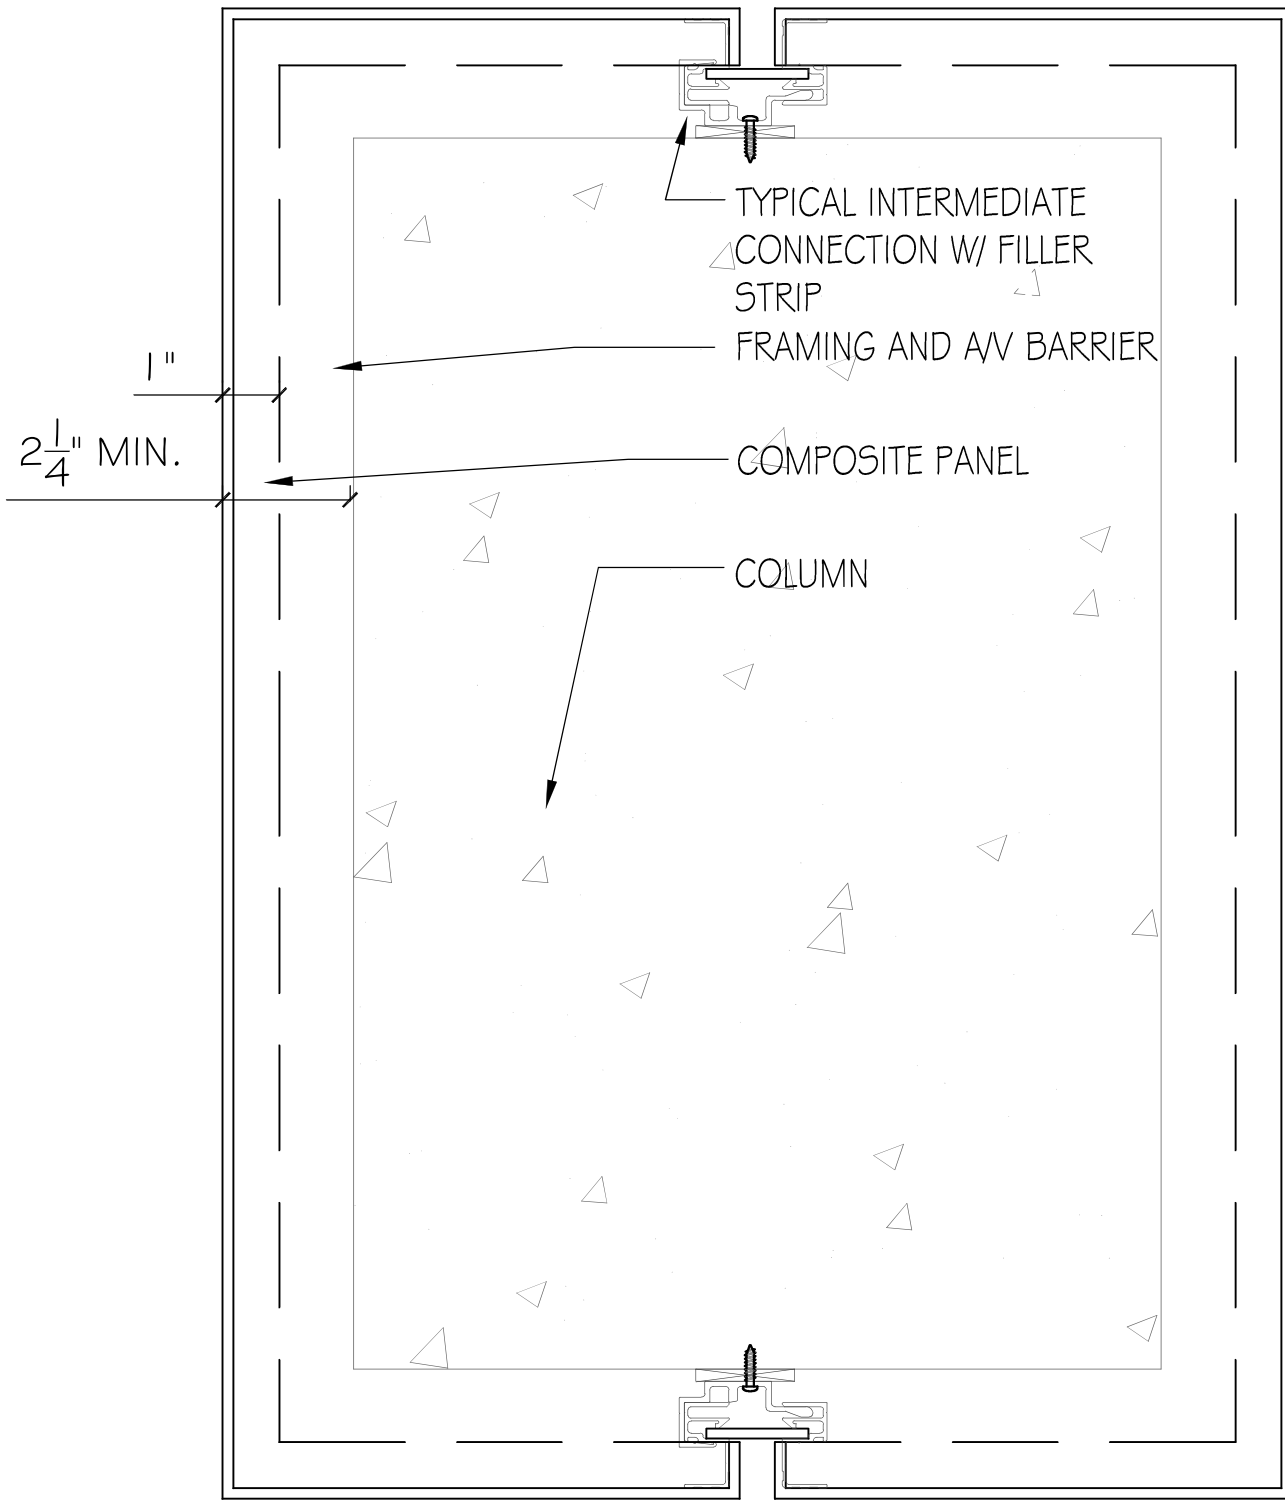 TYPICAL INTERMEDIATE
CONNECTION W/ FILLER
STRIP
FRAMING AND A/V BARRIER
1"
2 1/4" MIN.
COMPOSITE PANEL
COLUMN